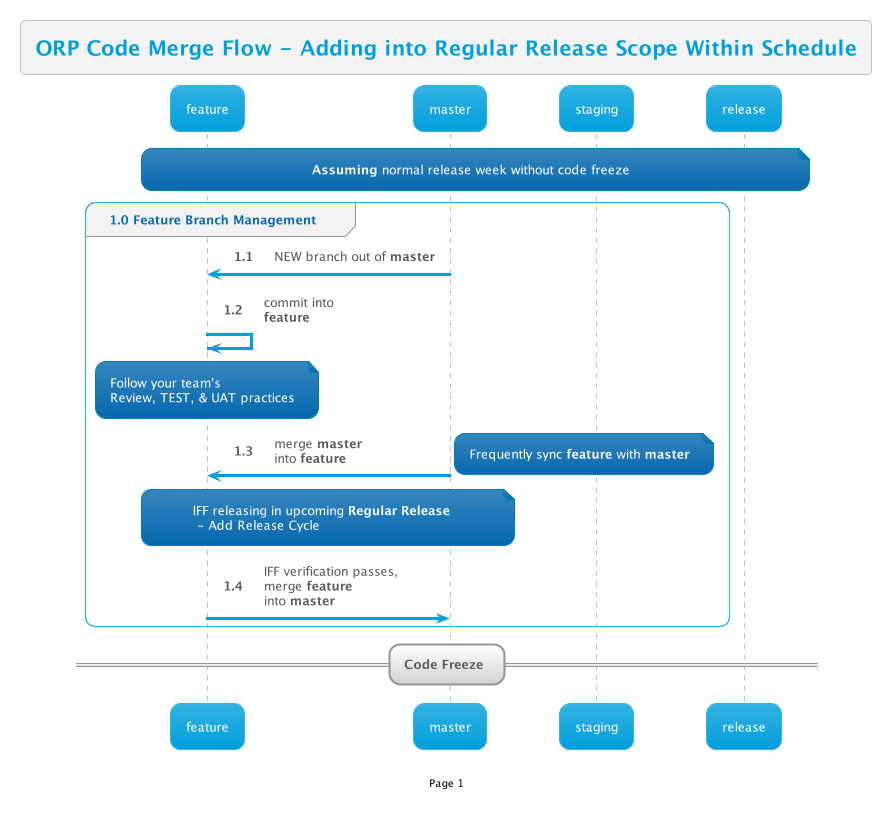 ORP Code Merge Flow – Adding into Regular Release Scope Within Schedule
feature
master
staging
release
Assuming normal release week without code freeze
1.0 Feature Branch Management
1.1 NEW branch out of master
1.2 commit into
feature
Follow your team's
Review, TEST, & UAT practices
1.3 merge master
into feature
Frequently sync feature with master
IFF releasing in upcoming Regular Release
– Add Release Cycle
1.4 IFF verification passes,
merge feature
into master
Code Freeze
feature
master
staging
release
Page 1